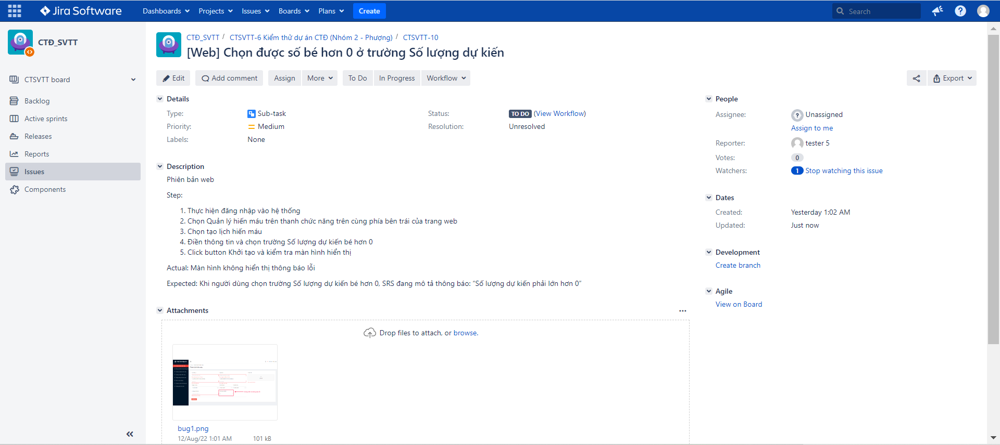 Jira Software Dashboards Projects Issues Boards Plans Create Search
CTĐ_SVTT
CTSVTT board
Backlog
Active sprints
Releases
Reports
Issues
Components
CTĐ_SVTT / CTSVTT-6 Kiểm thử dự án CTĐ (Nhóm 2 - Phượng) / CTSVTT-10
[Web] Chọn được số bé hơn 0 ở trường Số lượng dự kiến
Edit Add comment Assign More To Do In Progress Workflow Export
Details
Type: Sub-task Status: TO DO (View Workflow)
Priority: Medium Resolution: Unresolved
Labels: None
Description
Phiên bản web
Step:
1. Thực hiện đăng nhập vào hệ thống
2. Chọn Quản lý hiến máu trên thanh chức năng trên cùng phía bên trái của trang web
3. Chọn tạo lịch hiến máu
4. Điền thông tin và chọn trường Số lượng dự kiến bé hơn 0
5. Click button Khởi tạo và kiểm tra màn hình hiển thị
Actual: Màn hình không hiển thị thông báo lỗi
Expected: Khi người dùng chọn trường Số lượng dự kiến bé hơn 0, SRS đang mô tả thông báo: “Số lượng dự kiến phải lớn hơn 0”
Attachments
Drop files to attach, or browse.
bug1.png
12/Aug/22 1:01 AM 101 kB
People
Assignee: Unassigned
Assign to me
Reporter: tester 5
Votes: 0
Watchers: 1 Stop watching this issue
Dates
Created: Yesterday 1:02 AM
Updated: Just now
Development
Create branch
Agile
View on Board